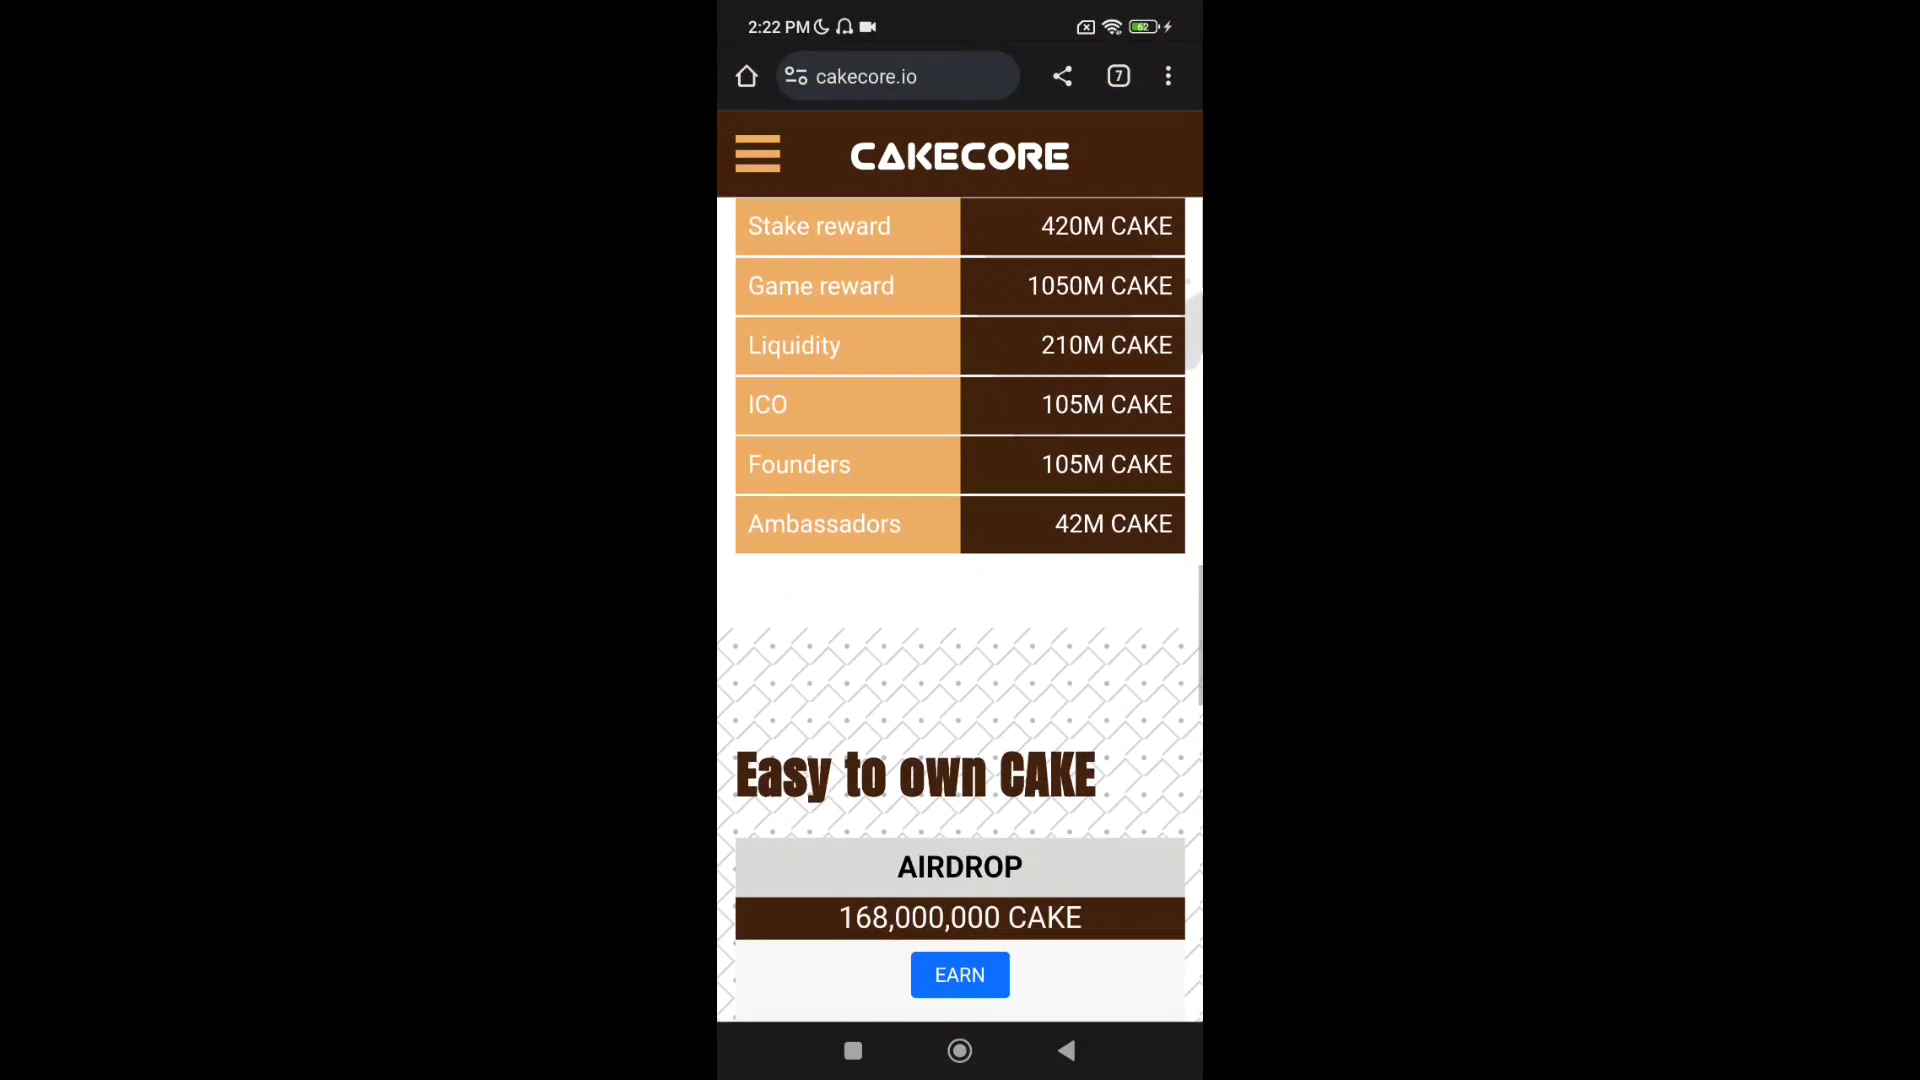 2:22 PM 62
cakecore.io 7
CAKECORE
Stake reward 420M CAKE
Game reward 1050M CAKE
Liquidity 210M CAKE
ICO 105M CAKE
Founders 105M CAKE
Ambassadors 42M CAKE
Easy to own CAKE
AIRDROP
168,000,000 CAKE
EARN